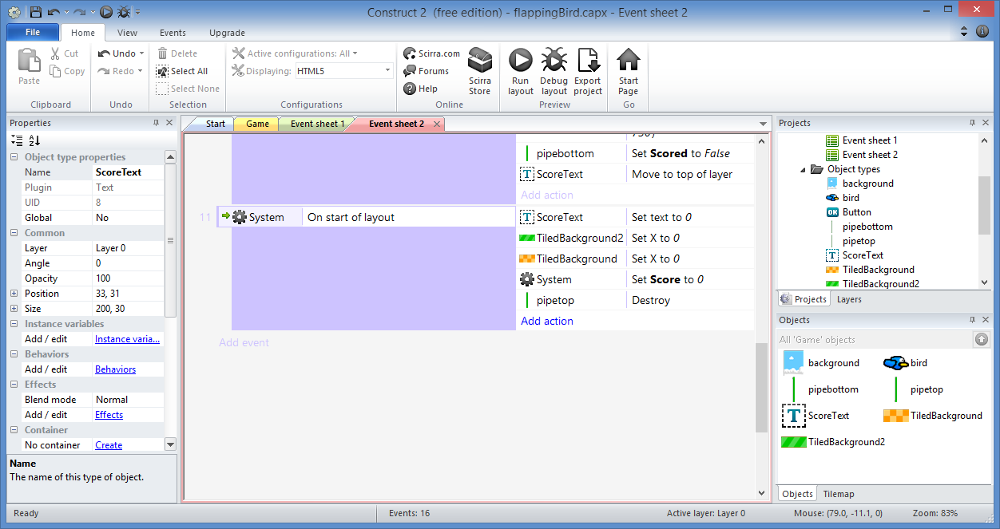 Construct 2 (free edition) - flappingBird.capx - Event sheet 2
File Home View Events Upgrade
Paste Cut Copy Clipboard
Undo Redo Undo
Delete Select All Select None Selection
Active configurations: All
Displaying: HTML5
Configurations
Scirra.com Forums Help Scirra Store Online
Run layout Debug layout Export project Preview
Start Page Go
Properties
Object type properties
Name ScoreText
Plugin Text
UID 8
Global No
Common
Layer Layer 0
Angle 0
Opacity 100
Position 33, 31
Size 200, 30
Instance variables
Add / edit Instance varia...
Behaviors
Add / edit Behaviors
Effects
Blend mode Normal
Add / edit Effects
Container
No container Create
Name
The name of this type of object.
Start Game Event sheet 1 Event sheet 2
pipebottom Set Scored to False
T ScoreText Move to top of layer
Add action
11 System On start of layout
T ScoreText Set text to 0
TiledBackground2 Set X to 0
TiledBackground Set X to 0
System Set Score to 0
pipetop Destroy
Add action
Add event
Projects
Event sheet 1
Event sheet 2
Object types
background
bird
OK Button
pipebottom
pipetop
T ScoreText
TiledBackground
TiledBackground2
Projects Layers
Objects
All 'Game' objects
background bird
pipebottom pipetop
T ScoreText TiledBackground
TiledBackground2
Objects Tilemap
Ready Events: 16 Active layer: Layer 0 Mouse: (79.0, -11.1, 0) Zoom: 83%